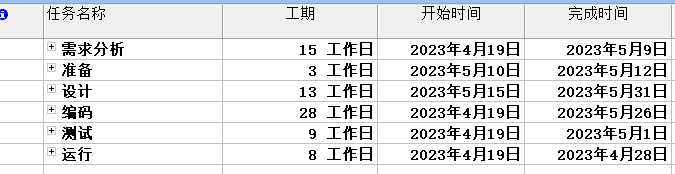 任务名称 工期 开始时间 完成时间
需求分析 15 工作日 2023年4月19日 2023年5月9日
准备 3 工作日 2023年5月10日 2023年5月12日
设计 13 工作日 2023年5月15日 2023年5月31日
编码 28 工作日 2023年4月19日 2023年5月26日
测试 9 工作日 2023年4月19日 2023年5月1日
运行 8 工作日 2023年4月19日 2023年4月28日